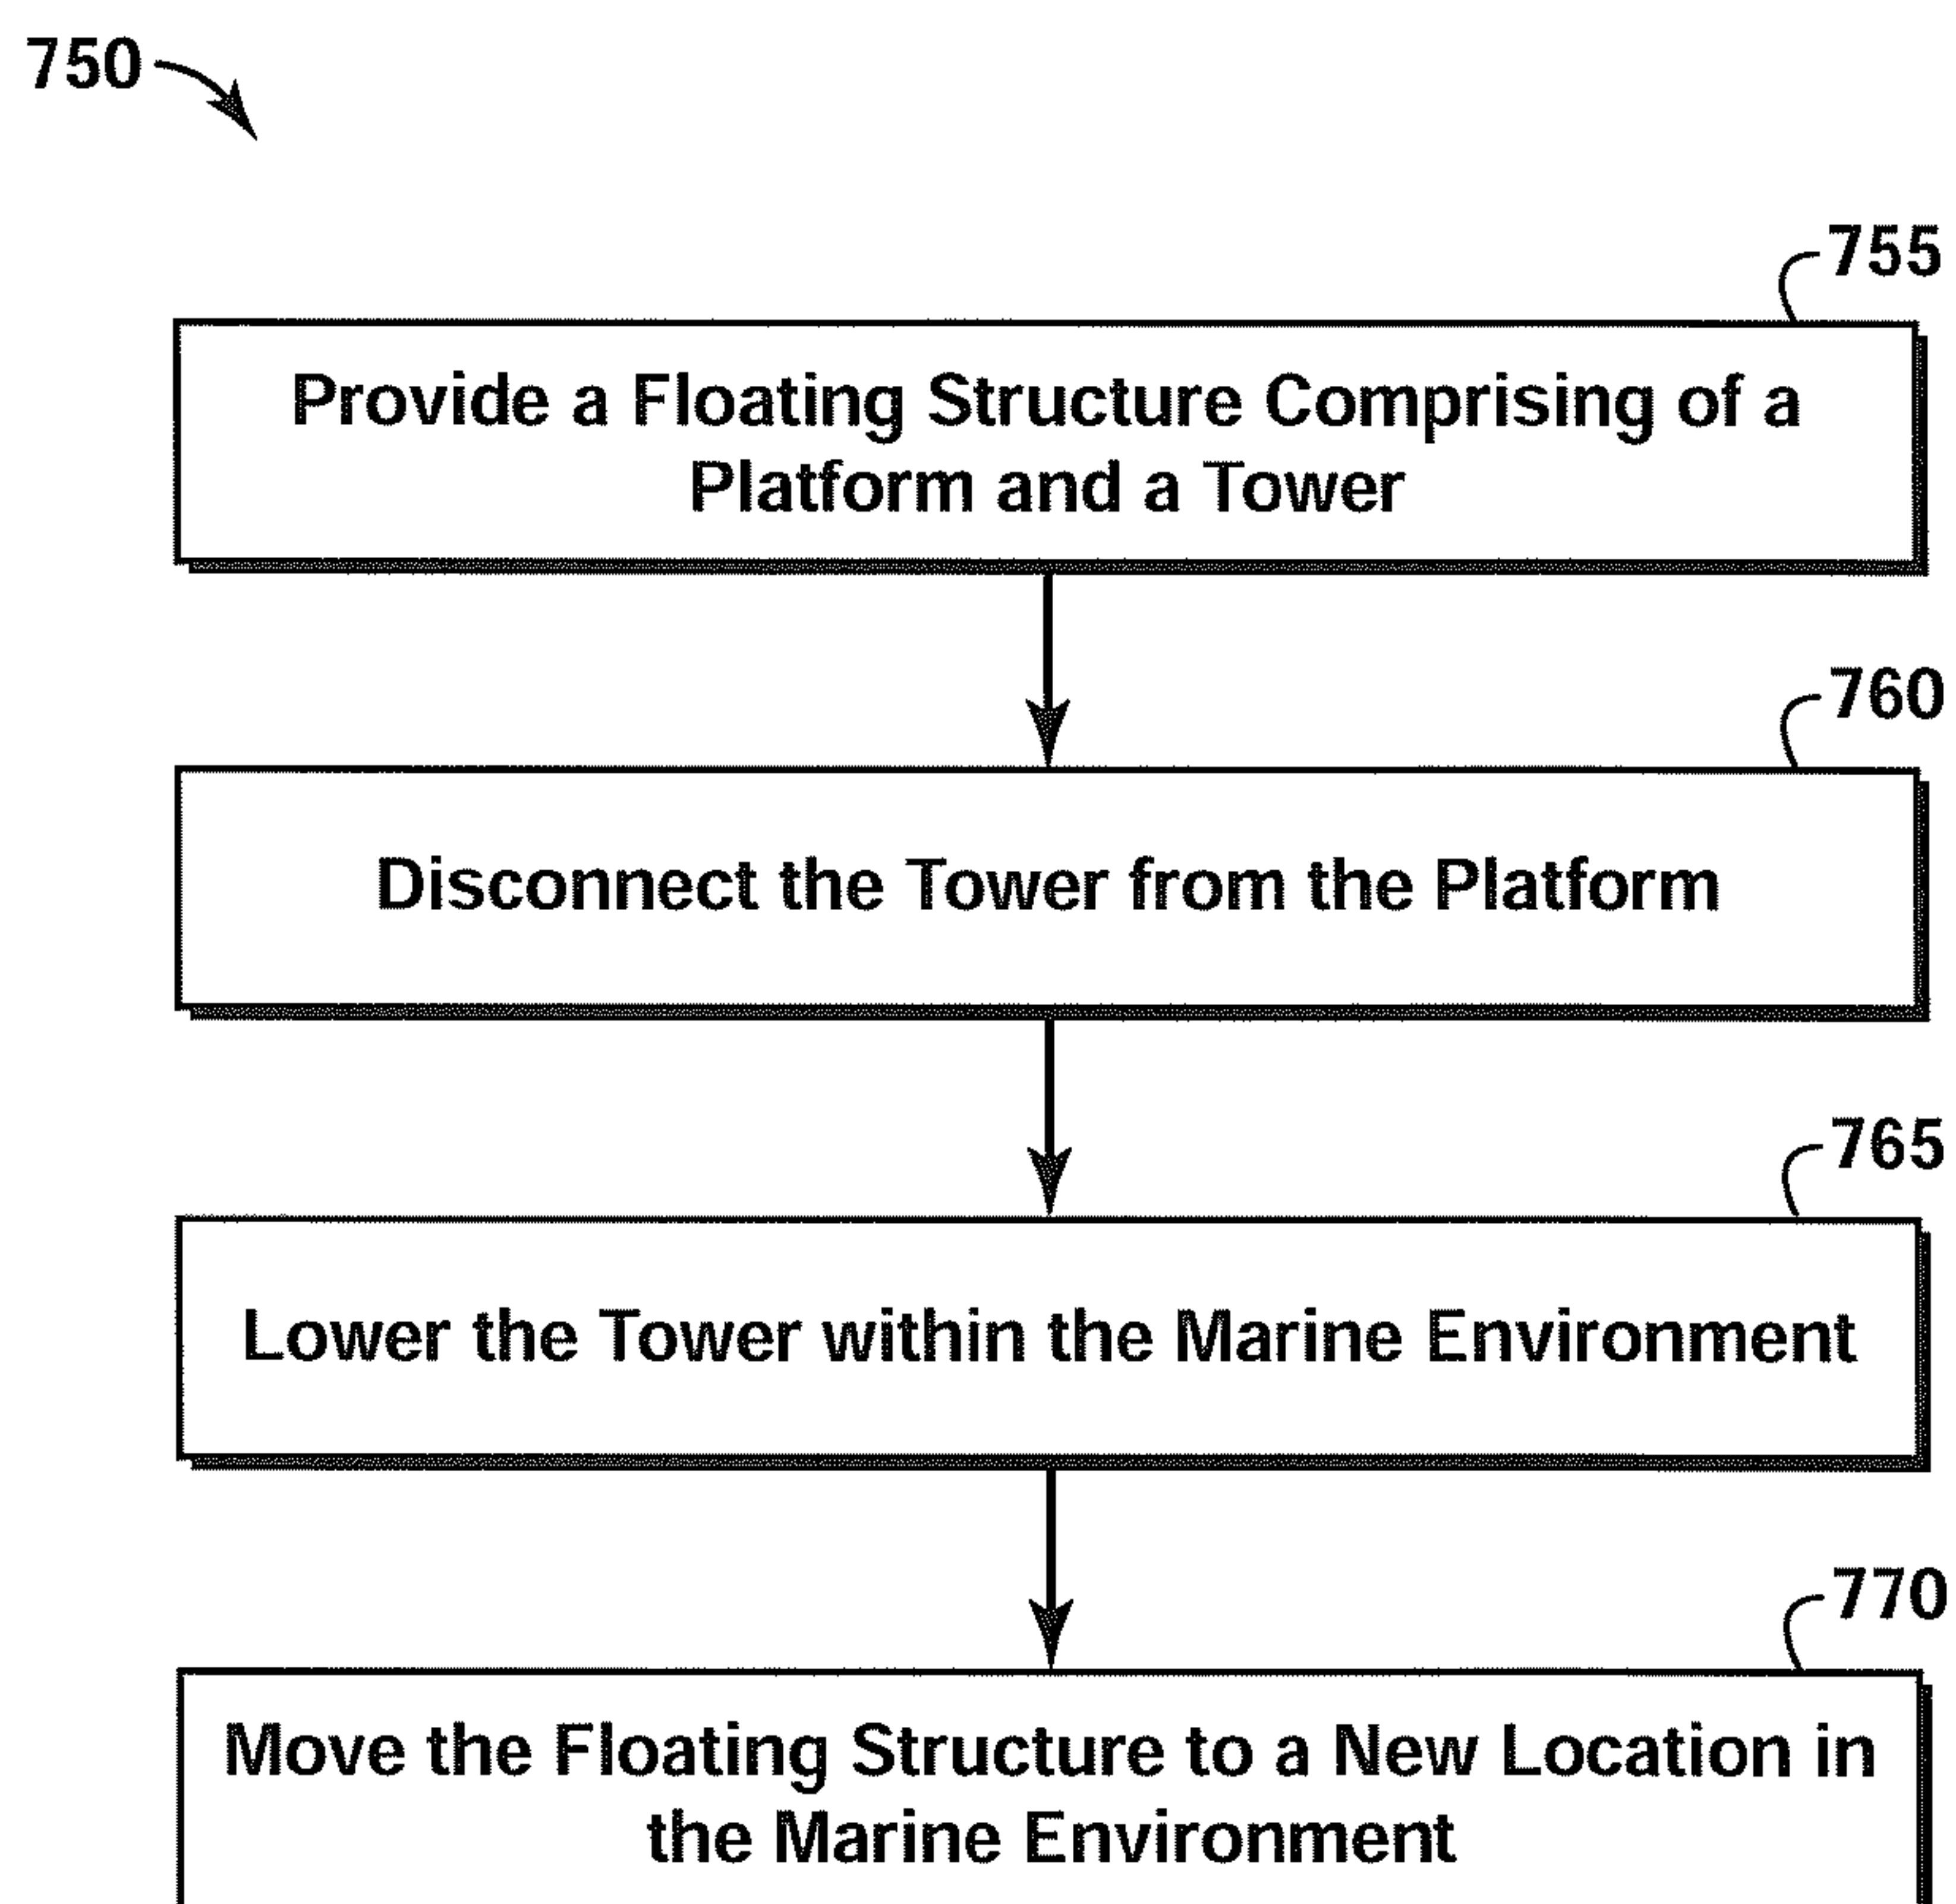 750
755
Provide a Floating Structure Comprising of a
Platform and a Tower
760
Disconnect the Tower from the Platform
765
Lower the Tower within the Marine Environment
770
Move the Floating Structure to a New Location in
the Marine Environment